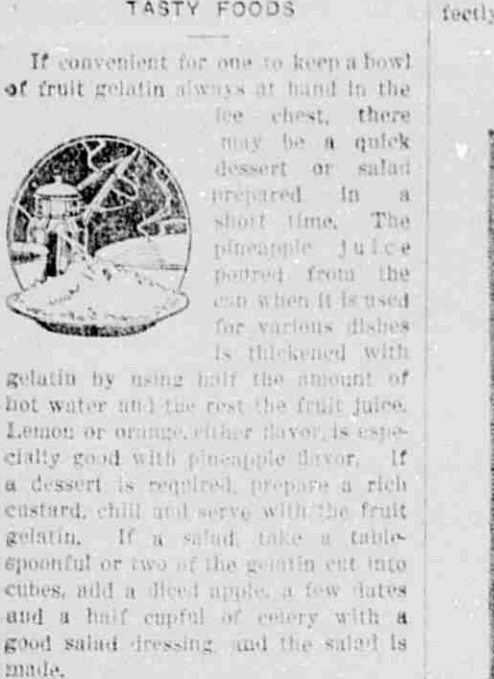 TASTY FOODS
fectly
If convenient for one to keep a bowl
of fruit gelatin always at hand in the
ice chest, there
may be a quick
dessert or salad
prepared in a
short time. The
pineapple juice
poured from the
can when it is used
for various dishes
is thickened with
gelatin by using half the amount of
hot water and the rest the fruit juice.
Lemon or orange, either flavor, is espe-
cially good with pineapple flavor. If
a dessert is required, prepare a rich
custard, chill and serve with the fruit
gelatin. If a salad, take a table-
spoonful or two of the gelatin cut into
cubes, add a diced apple, a few dates
and a half cupful of celery with a
good salad dressing and the salad is
made.